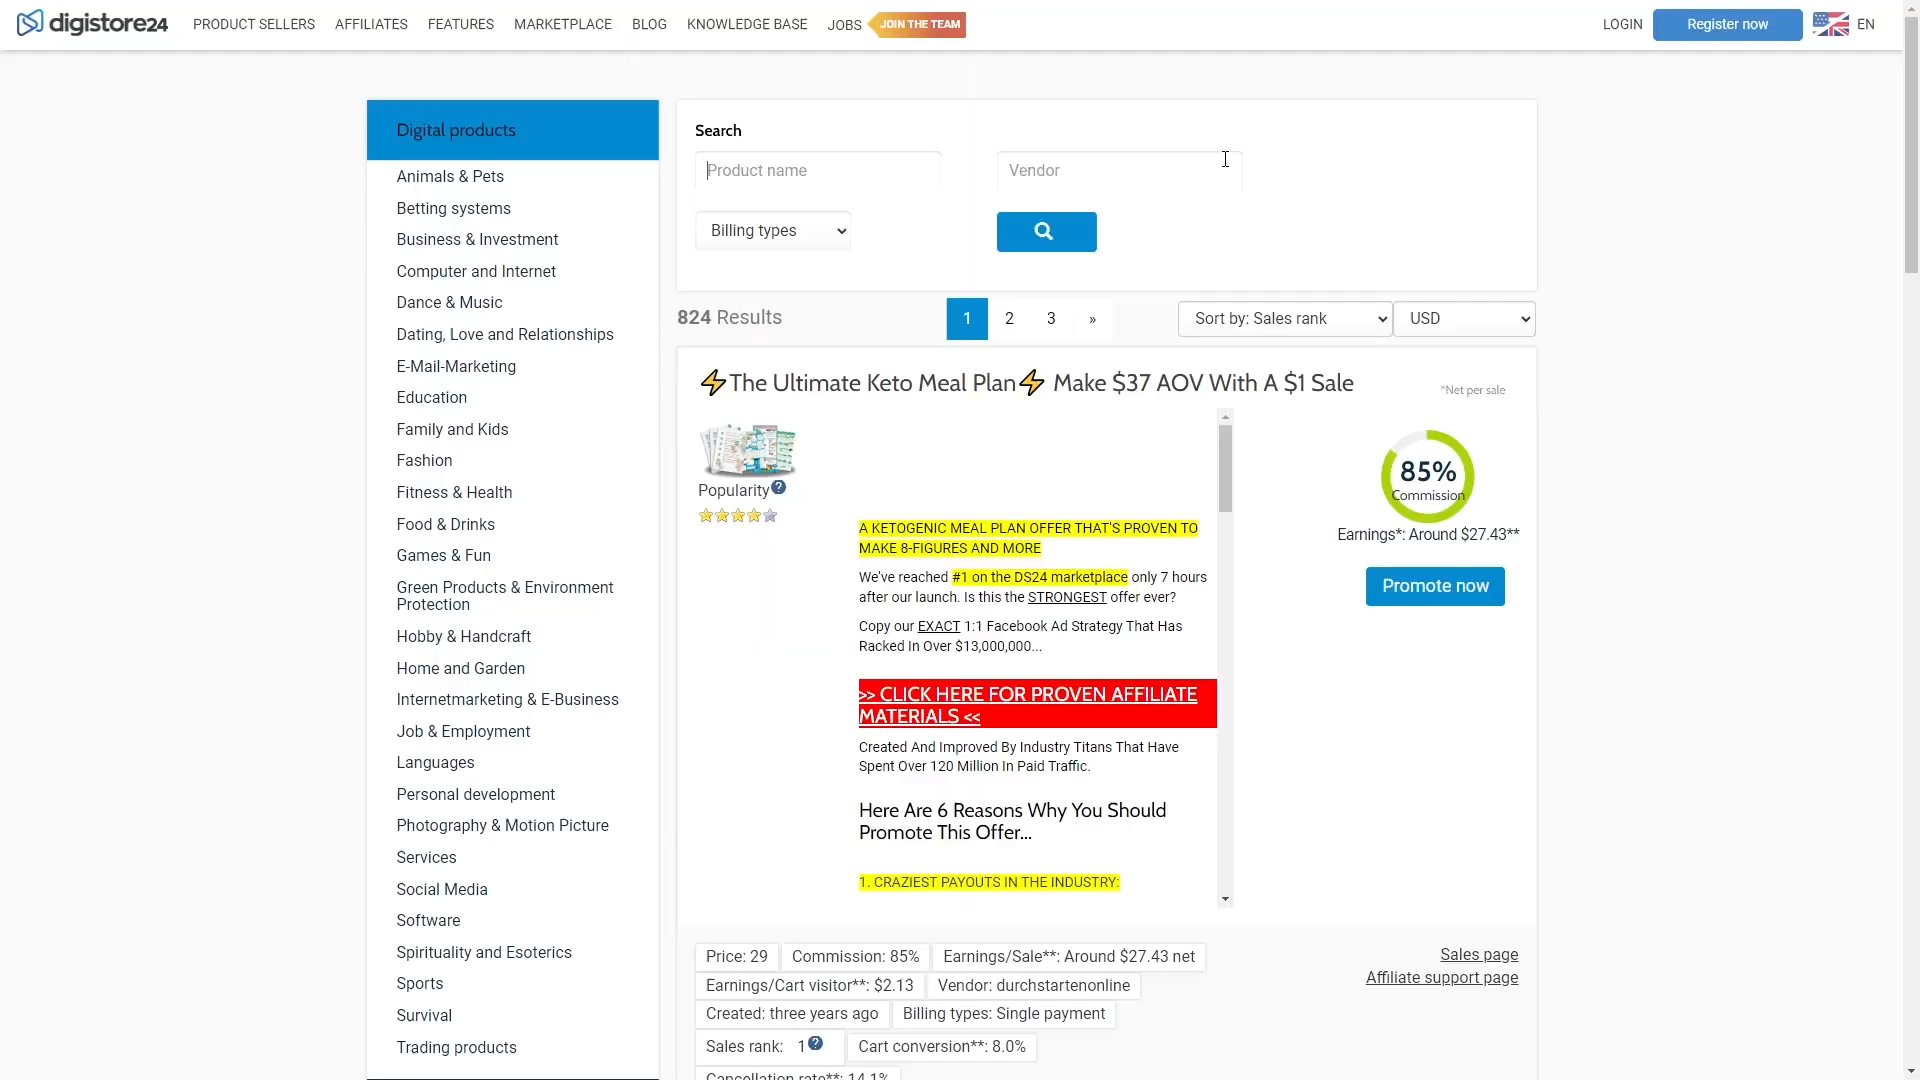 digistore24
PRODUCT SELLERS
AFFILIATES
FEATURES
MARKETPLACE
BLOG
KNOWLEDGE BASE
JOBS
JOIN THE TEAM
LOGIN
Register now
EN
Digital products
Animals & Pets
Betting systems
Business & Investment
Computer and Internet
Dance & Music
Dating, Love and Relationships
E-Mail-Marketing
Education
Family and Kids
Fashion
Fitness & Health
Food & Drinks
Games & Fun
Green Products & Environment
Protection
Hobby & Handcraft
Home and Garden
Internetmarketing & E-Business
Job & Employment
Languages
Personal development
Photography & Motion Picture
Services
Social Media
Software
Spirituality and Esoterics
Sports
Survival
Trading products
Search
Product name
Vendor
Billing types
824 Results
1
2
3
»
Sort by: Sales rank
USD
⚡The Ultimate Keto Meal Plan⚡ Make $37 AOV With A $1 Sale
*Net per sale
Popularity?
A KETOGENIC MEAL PLAN OFFER THAT'S PROVEN TO
MAKE 8-FIGURES AND MORE
We've reached #1 on the DS24 marketplace only 7 hours
after our launch. Is this the STRONGEST offer ever?
Copy our EXACT 1:1 Facebook Ad Strategy That Has
Racked In Over $13,000,000...
>> CLICK HERE FOR PROVEN AFFILIATE
MATERIALS <<
Created And Improved By Industry Titans That Have
Spent Over 120 Million In Paid Traffic.
Here Are 6 Reasons Why You Should
Promote This Offer...
1. CRAZIEST PAYOUTS IN THE INDUSTRY:
85%
Commission
Earnings*: Around $27.43**
Promote now
Price: 29
Commission: 85%
Earnings/Sale**: Around $27.43 net
Earnings/Cart visitor**: $2.13
Vendor: durchstartenonline
Created: three years ago
Billing types: Single payment
Sales rank: 1?
Cart conversion**: 8.0%
Cancellation rate**: 14.1%
Sales page
Affiliate support page